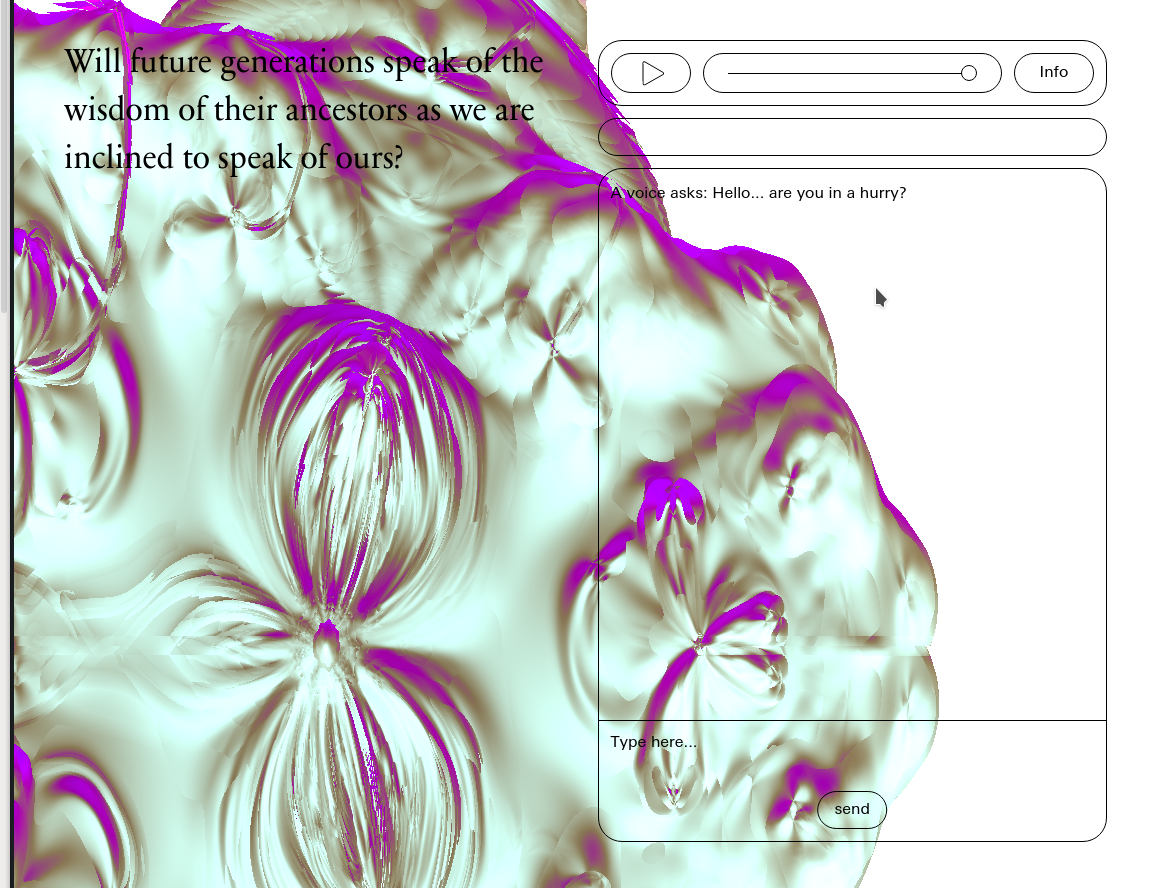 Will future generations speak of the
wisdom of their ancestors as we are
inclined to speak of ours?
Info
A voice asks: Hello... are you in a hurry?
Type here...
send